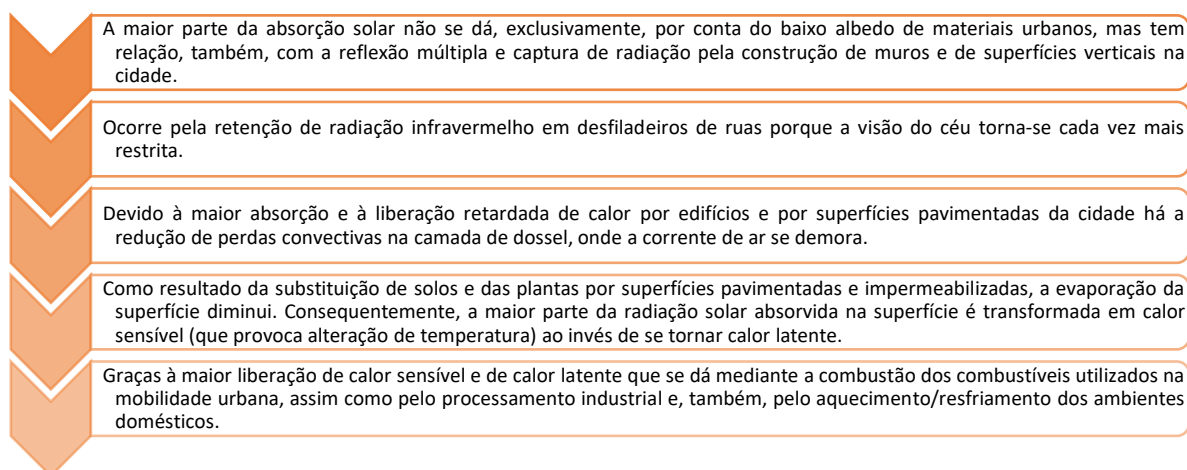 A maior parte da absorção solar não se dá, exclusivamente, por conta do baixo albedo de materiais urbanos, mas tem
relação, também, com a reflexão múltipla e captura de radiação pela construção de muros e de superfícies verticais na
cidade.
Ocorre pela retenção de radiação infravermelho em desfiladeiros de ruas porque a visão do céu torna-se cada vez mais
restrita.
Devido à maior absorção e à liberação retardada de calor por edifícios e por superfícies pavimentadas da cidade há a
redução de perdas convectivas na camada de dossel, onde a corrente de ar se demora.
Como resultado da substituição de solos e das plantas por superfícies pavimentadas e impermeabilizadas, a evaporação da
superfície diminui. Consequentemente, a maior parte da radiação solar absorvida na superfície é transformada em calor
sensível (que provoca alteração de temperatura) ao invés de se tornar calor latente.
Graças à maior liberação de calor sensível e de calor latente que se dá mediante a combustão dos combustíveis utilizados na
mobilidade urbana, assim como pelo processamento industrial e, também, pelo aquecimento/resfriamento dos ambientes
domésticos.